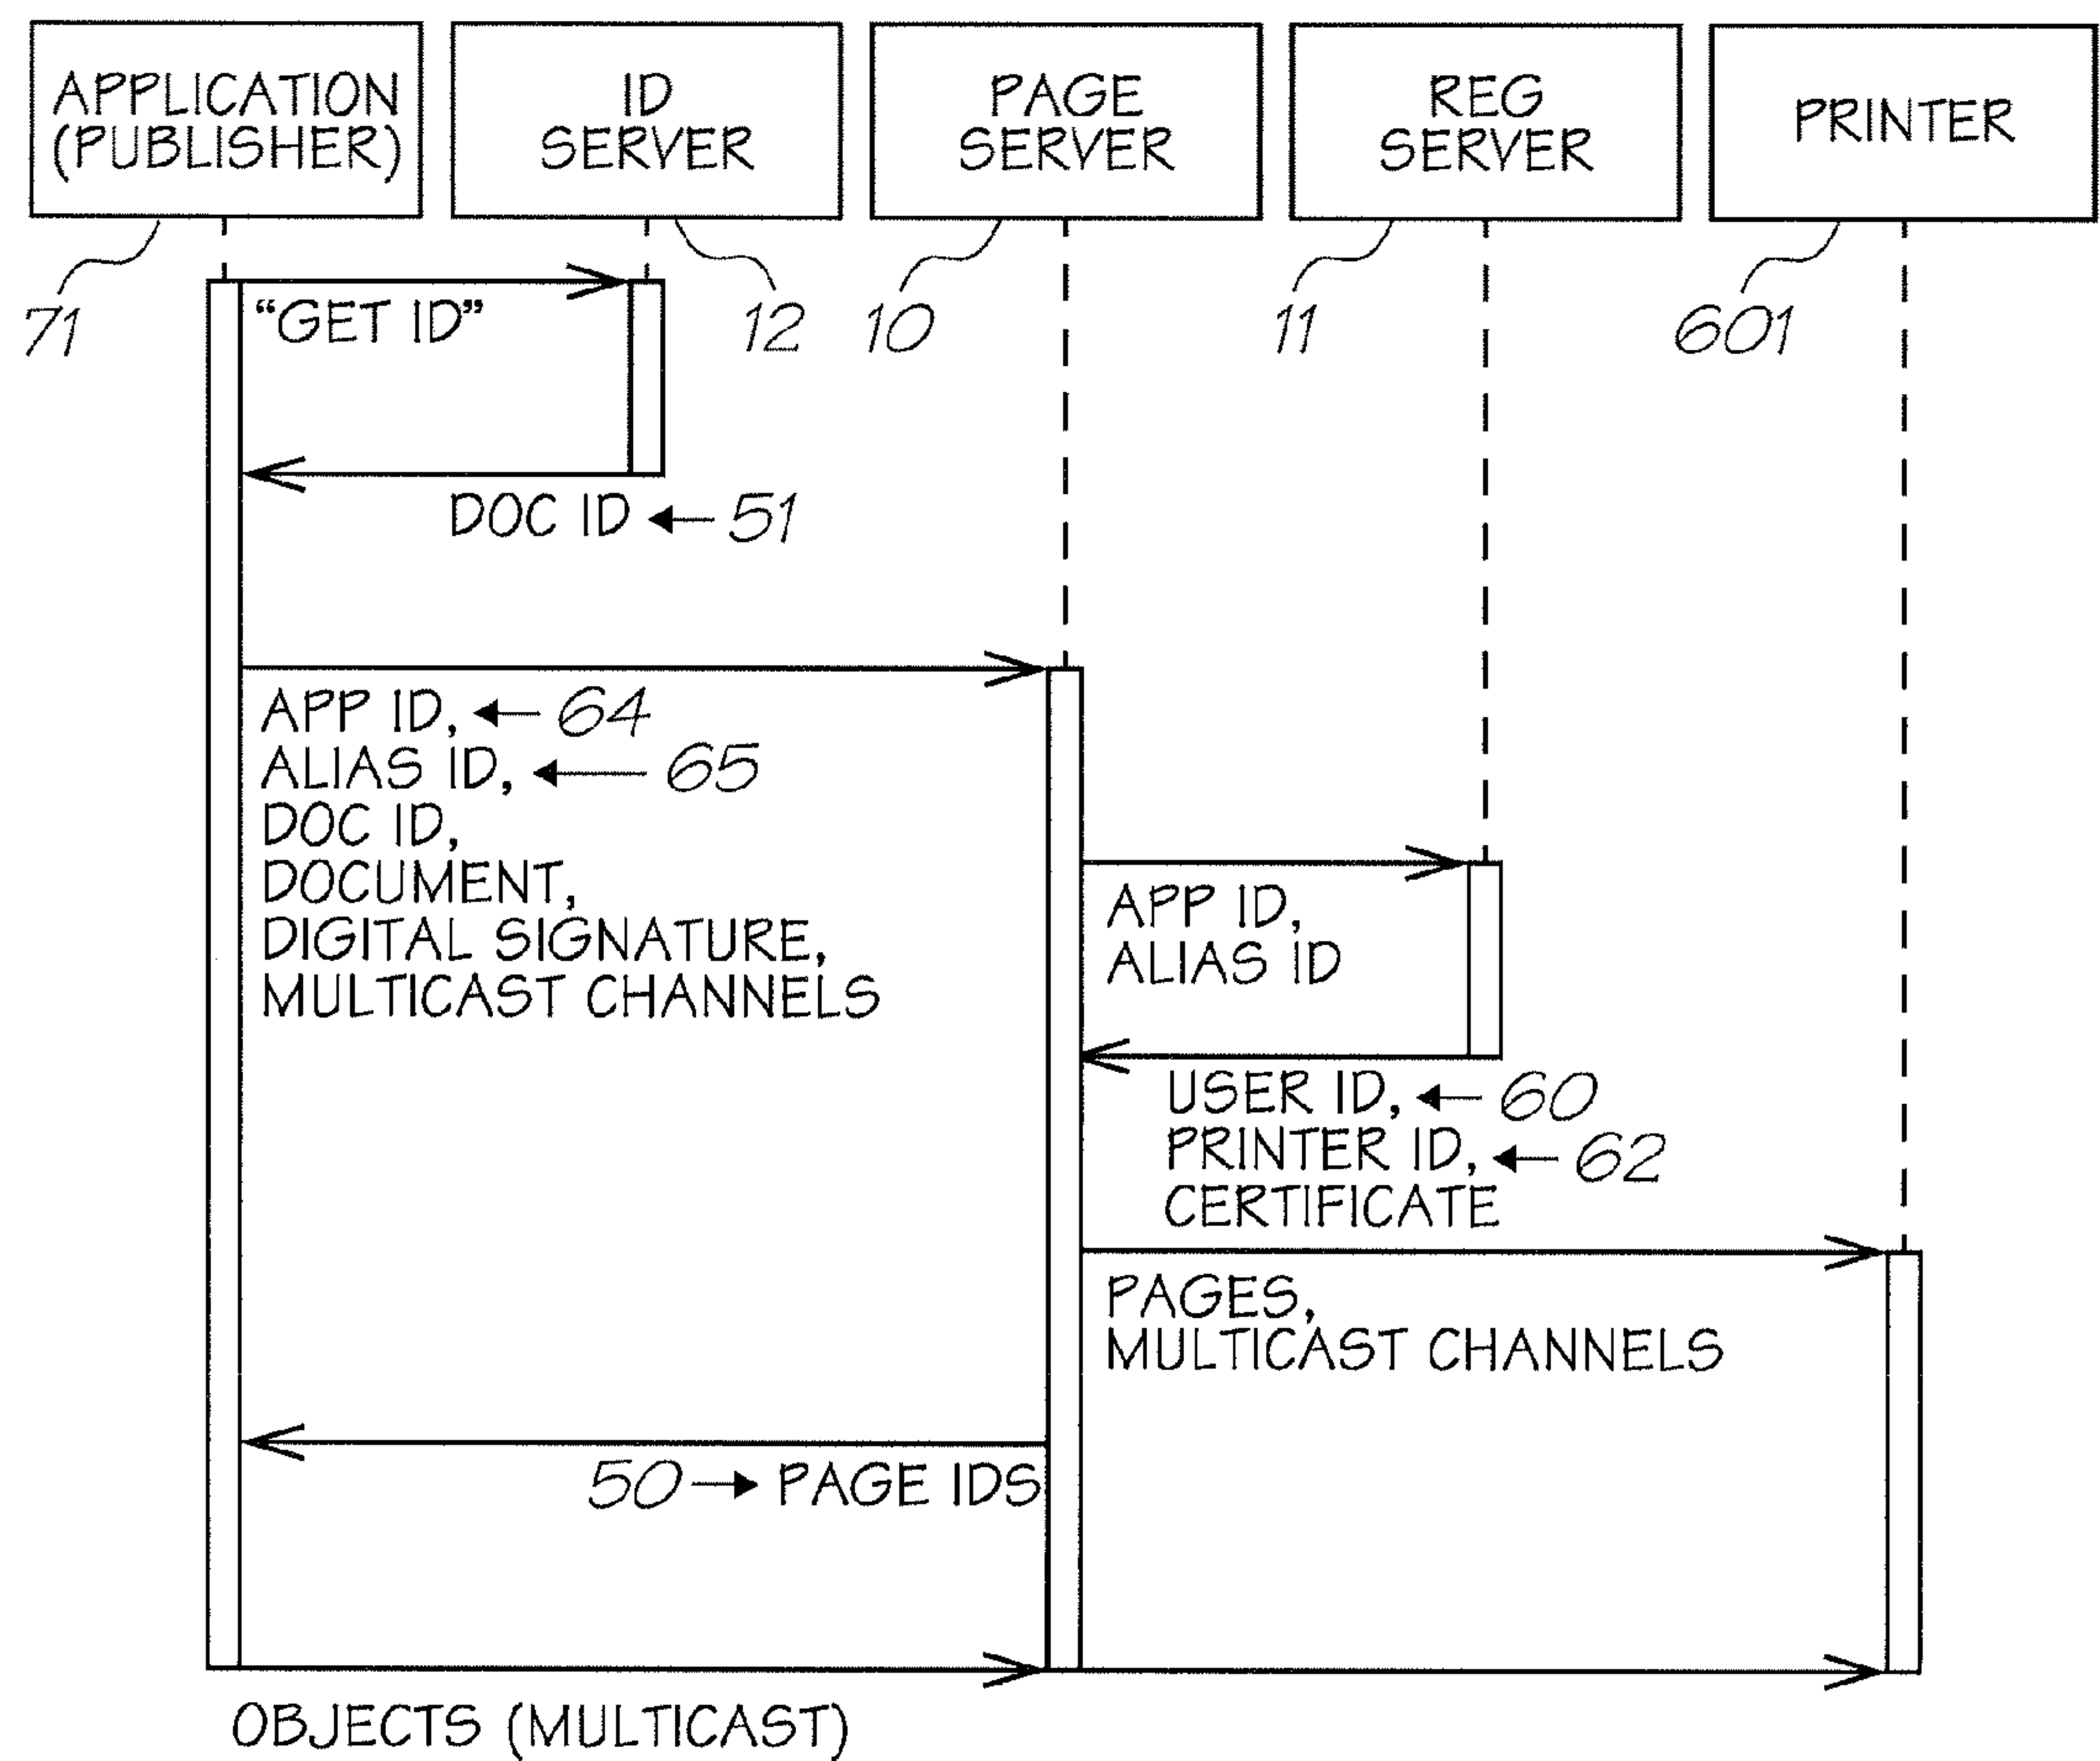 APPLICATION
(PUBLISHER)
ID
SERVER
PAGE
SERVER
REG
SERVER
PRINTER
71
12
10
11
601
“GET ID”
DOC ID 51
APP ID, 64
ALIAS ID, 65
DOC ID,
DOCUMENT,
DIGITAL SIGNATURE,
MULTICAST CHANNELS
APP ID,
ALIAS ID
USER ID, 60
PRINTER ID, 62
CERTIFICATE
PAGES,
MULTICAST CHANNELS
50 PAGE IDS
OBJECTS (MULTICAST)